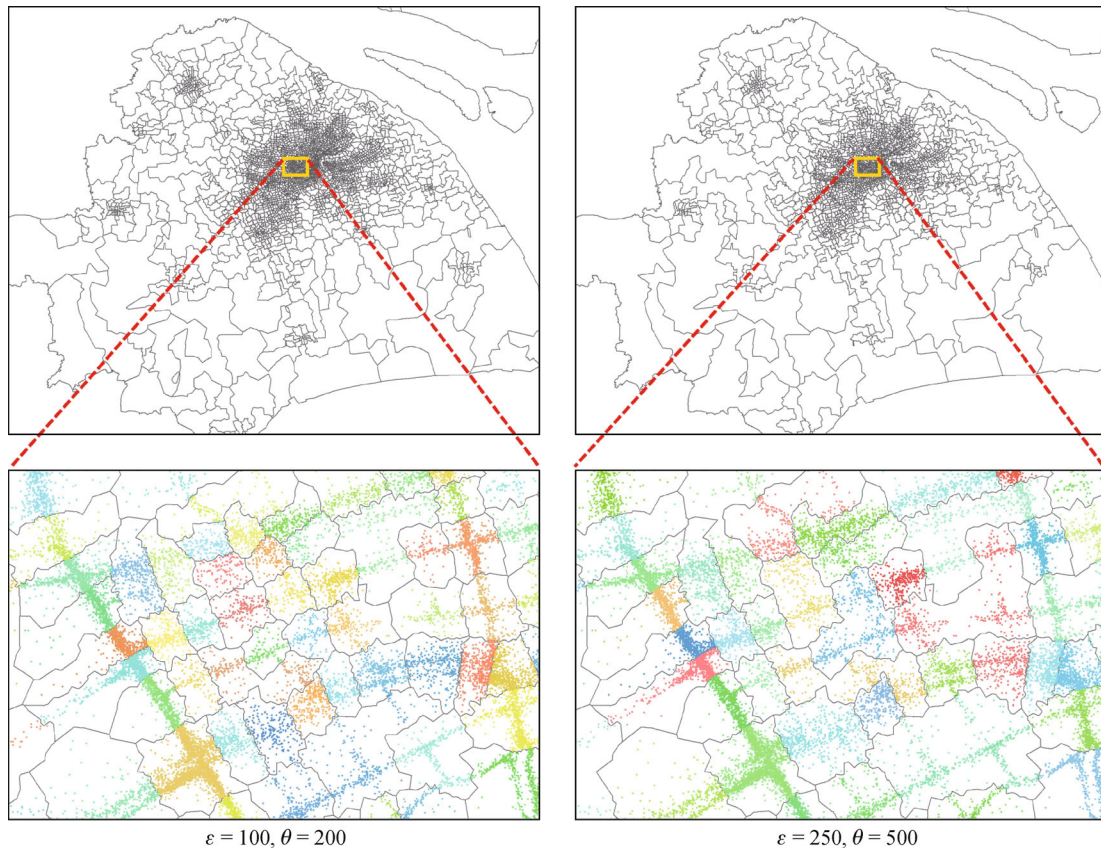 ε = 100, θ = 200
ε = 250, θ = 500